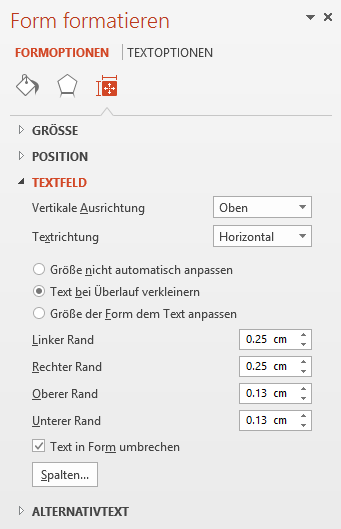 Form formatieren
FORMOPTIONEN TEXTOPTIONEN
GRÖSSE
POSITION
TEXTFELD
Vertikale Ausrichtung Oben
Textrichtung Horizontal
Größe nicht automatisch anpassen
Text bei Überlauf verkleinern
Größe der Form dem Text anpassen
Linker Rand 0.25 cm
Rechter Rand 0.25 cm
Oberer Rand 0.13 cm
Unterer Rand 0.13 cm
Text in Form umbrechen
Spalten...
ALTERNATIVTEXT